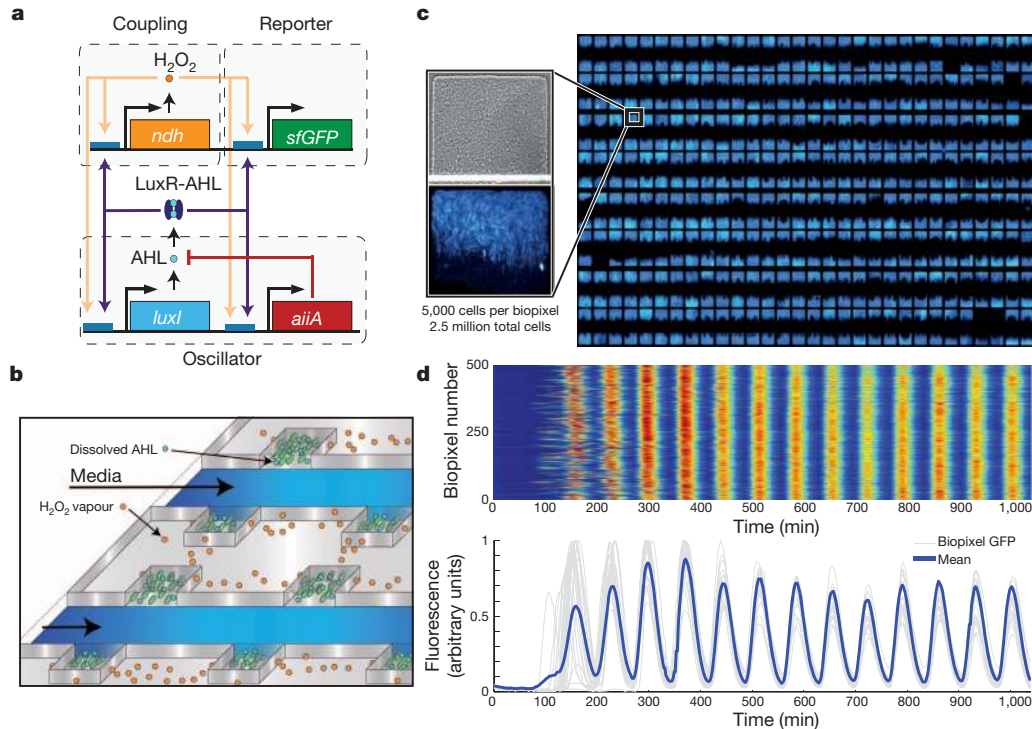 a
Coupling
Reporter
H2O2
ndh
sfGFP
LuxR-AHL
AHL
luxI
aiiA
Oscillator
b
Dissolved AHL
Media
H2O2 vapour
c
5,000 cells per biopixel
2.5 million total cells
d
Biopixel number
500
250
0
0 100 200 300 400 500 600 700 800 900 1,000
Time (min)
Fluorescence
(arbitrary units)
1
0.5
0
Biopixel GFP
Mean
0 100 200 300 400 500 600 700 800 900 1,000
Time (min)